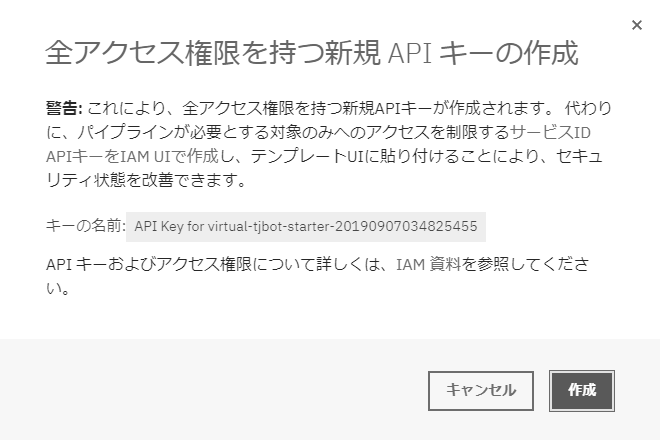 ×
全アクセス権限を持つ新規 API キーの作成
警告: これにより、全アクセス権限を持つ新規APIキーが作成されます。 代わり
に、パイプラインが必要とする対象のみへのアクセスを制限するサービスID
APIキーをIAM UIで作成し、テンプレートUIに貼り付けることにより、セキュ
リティ状態を改善できます。
キーの名前: API Key for virtual-tjbot-starter-20190907034825455
API キーおよびアクセス権限について詳しくは、IAM 資料を参照してくださ
い。
キャンセル 作成